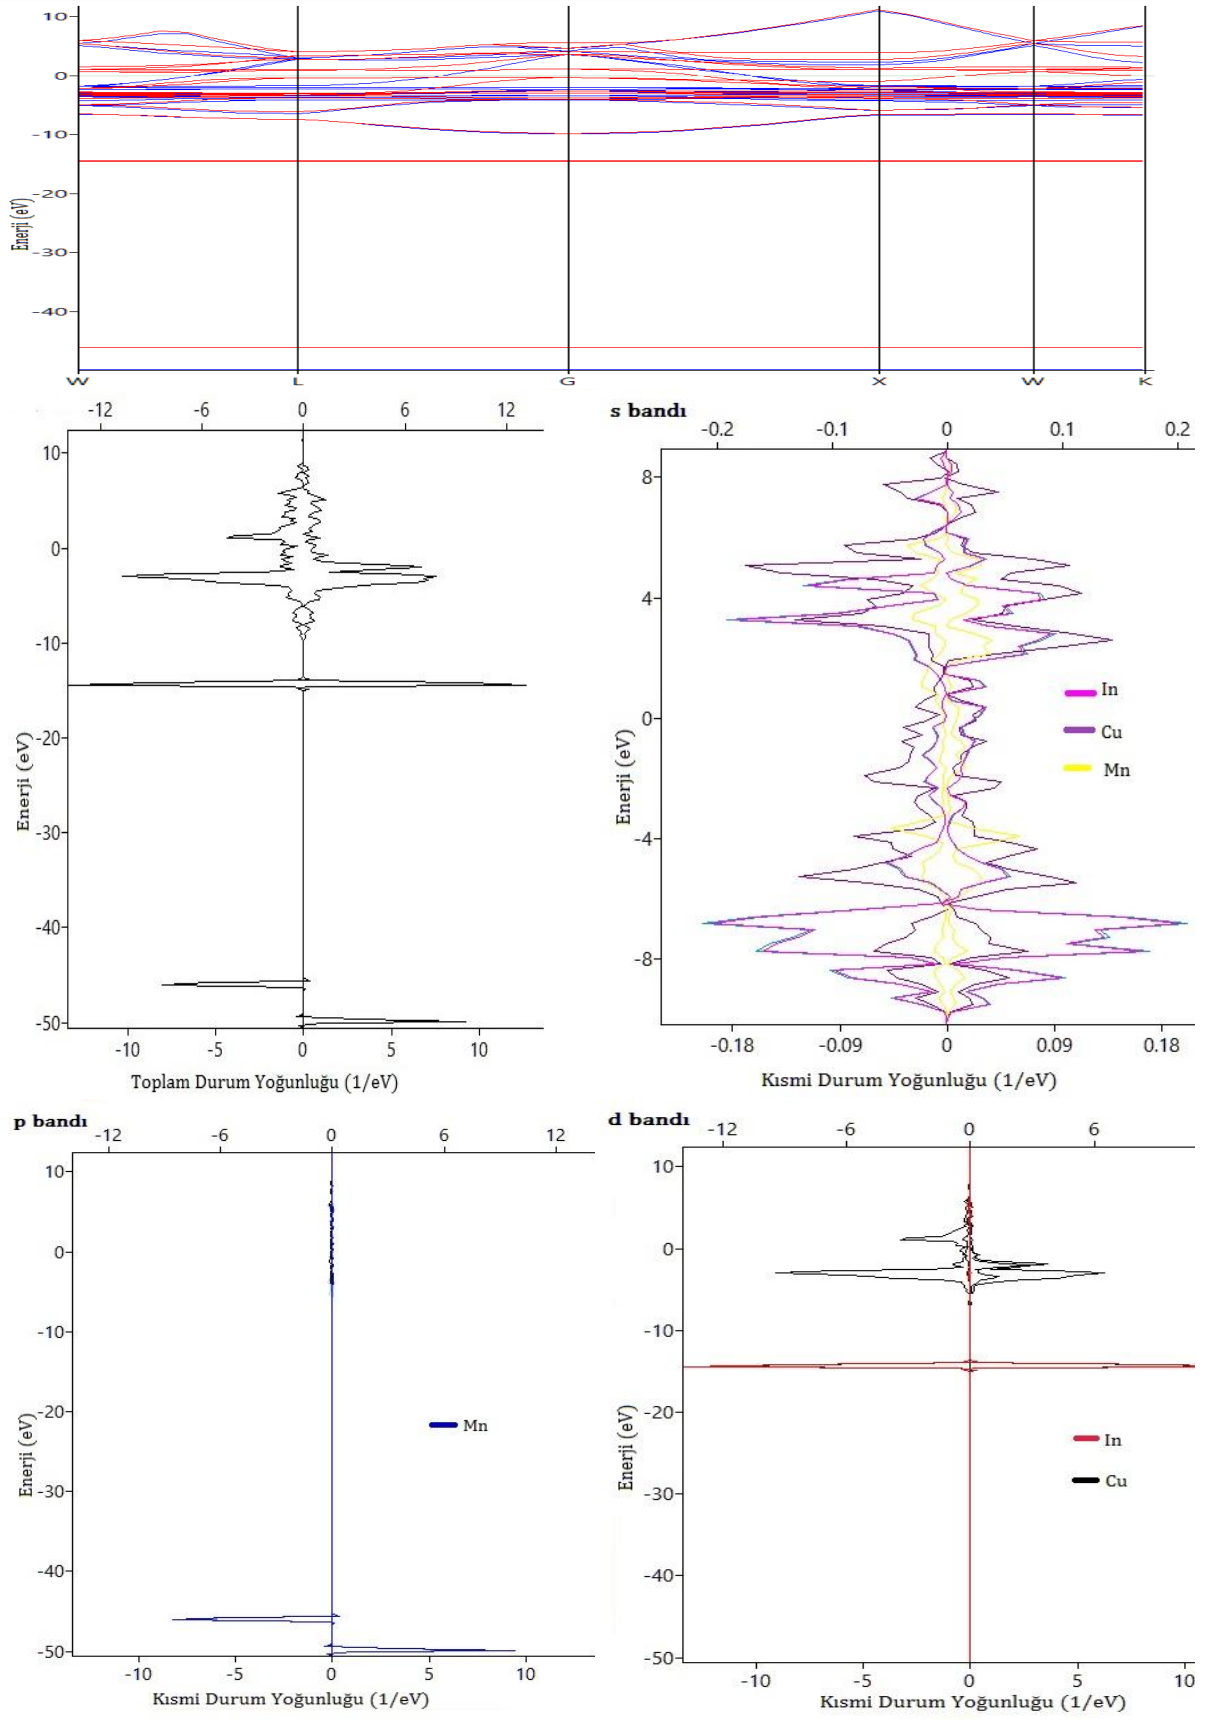 10
0
-10
-20
-30
-40
Enerji (eV)
W L G X W K
-12 -6 0 6 12
10
0
-10
-20
-30
-40
-50
Enerji (eV)
-10 -5 0 5 10
Toplam Durum Yoğunluğu (1/eV)
s bandı
-0.2 -0.1 0 0.1 0.2
8
4
0
-4
-8
Enerji (eV)
In
Cu
Mn
-0.18 -0.09 0 0.09 0.18
Kısmi Durum Yoğunluğu (1/eV)
p bandı
-12 -6 0 6 12
10
0
-10
-20
-30
-40
-50
Enerji (eV)
Mn
-10 -5 0 5 10
Kısmi Durum Yoğunluğu (1/eV)
d bandı
-12 -6 0 6
10
0
-10
-20
-30
-40
-50
Enerji (eV)
In
Cu
-10 -5 0 5 10
Kısmi Durum Yoğunluğu (1/eV)